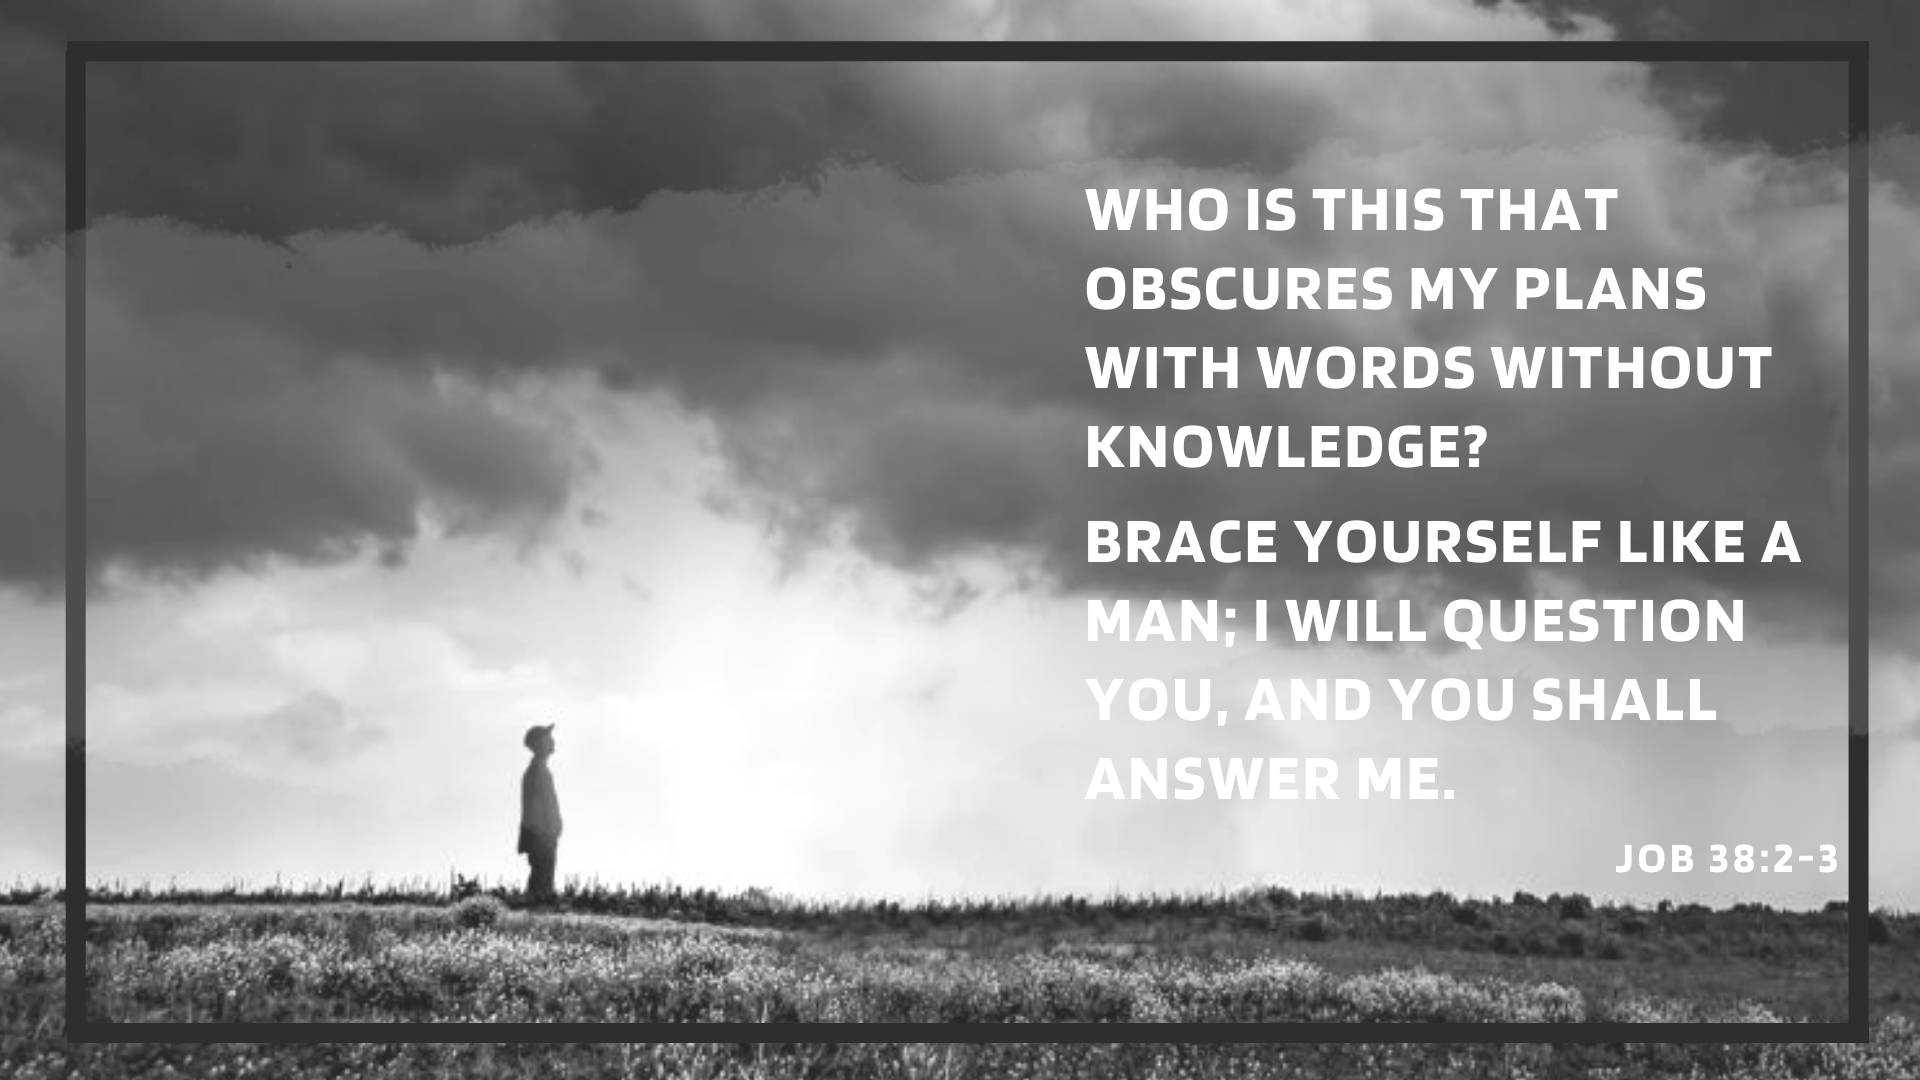 WHO IS THIS THAT
OBSCURES MY PLANS
WITH WORDS WITHOUT
KNOWLEDGE?
BRACE YOURSELF LIKE A
MAN; I WILL QUESTION
YOU, AND YOU SHALL
ANSWER ME.
JOB 38:2-3